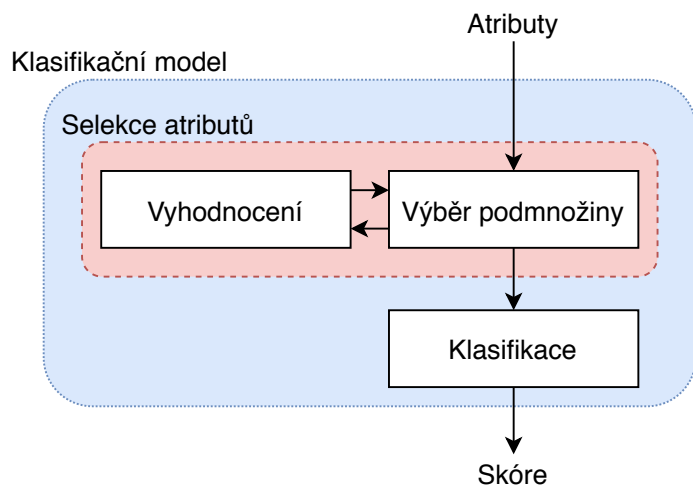 Atributy
Klasifikační model
Selekce atributů
Vyhodnocení
Výběr podmnožiny
Klasifikace
Skóre